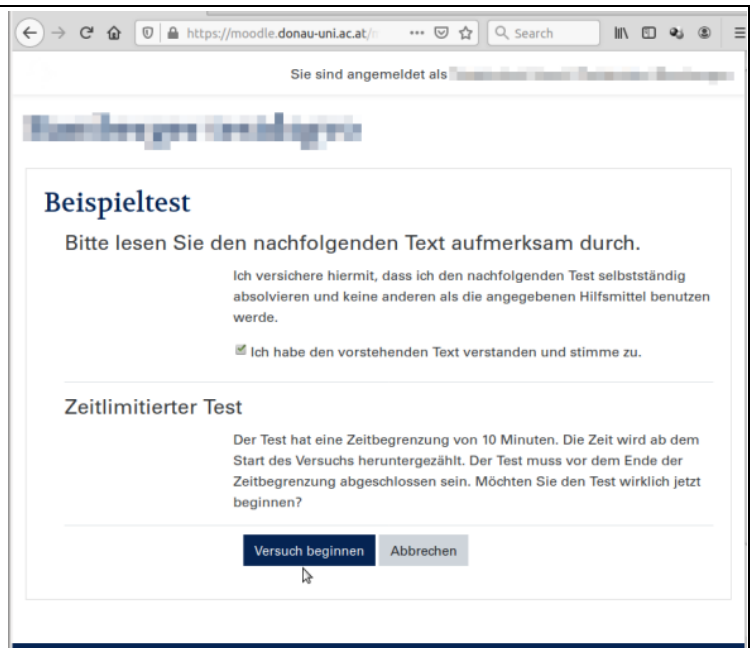 https://moodle.donau-uni.ac.at/
Search
Sie sind angemeldet als
Beispieltest
Bitte lesen Sie den nachfolgenden Text aufmerksam durch.
Ich versichere hiermit, dass ich den nachfolgenden Test selbstständig
absolvieren und keine anderen als die angegebenen Hilfsmittel benutzen
werde.
Ich habe den vorstehenden Text verstanden und stimme zu.
Zeitlimitierter Test
Der Test hat eine Zeitbegrenzung von 10 Minuten. Die Zeit wird ab dem
Start des Versuchs heruntergezählt. Der Test muss vor dem Ende der
Zeitbegrenzung abgeschlossen sein. Möchten Sie den Test wirklich jetzt
beginnen?
Versuch beginnen Abbrechen